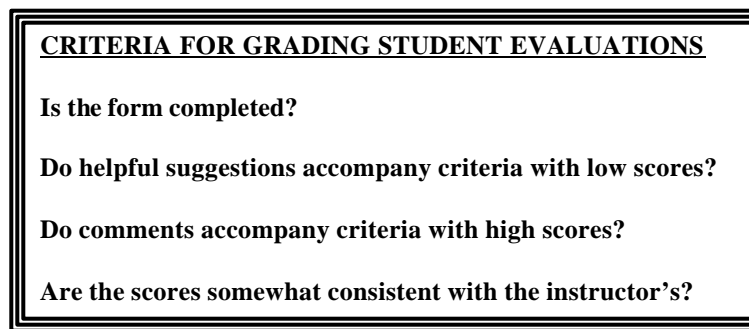 CRITERIA FOR GRADING STUDENT EVALUATIONS
Is the form completed?
Do helpful suggestions accompany criteria with low scores?
Do comments accompany criteria with high scores?
Are the scores somewhat consistent with the instructor's?